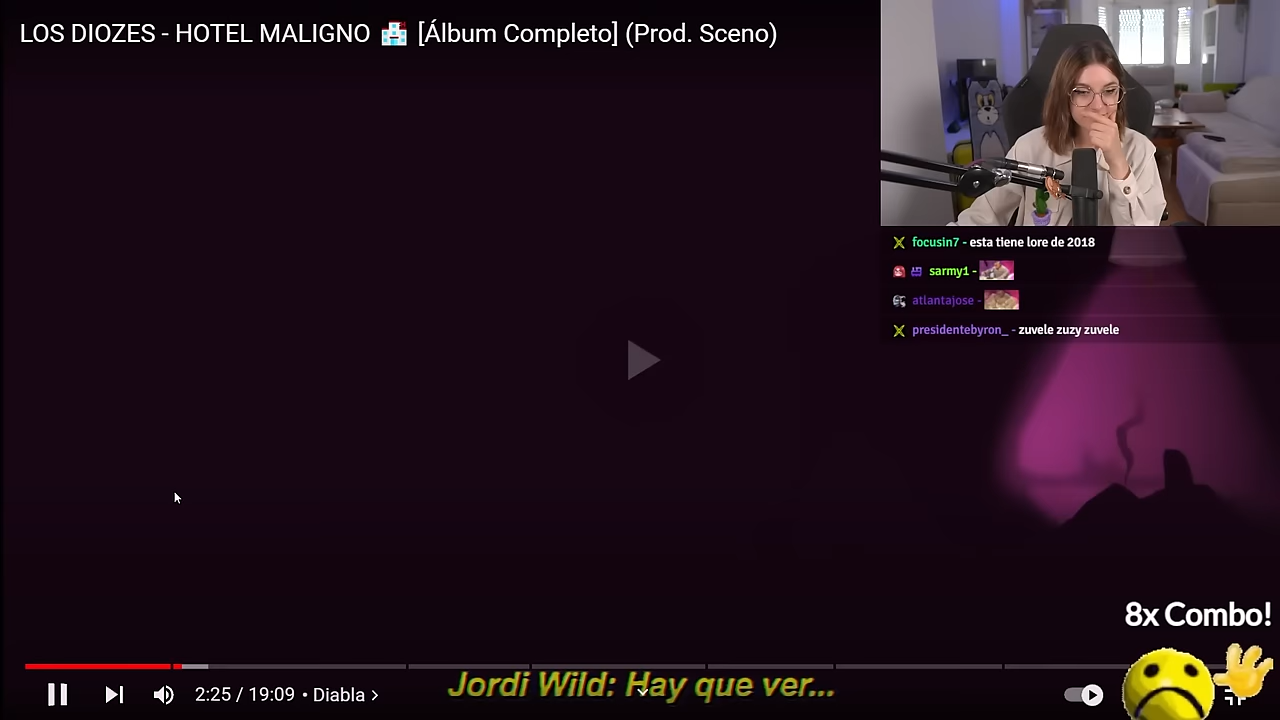 LOS DIOZES - HOTEL MALIGNO 🏥 [Álbum Completo] (Prod. Sceno)
focusin7 - esta tiene lore de 2018
sarmy1 -
atlantajose -
presidentebyron_ - zuvele zuzy zuvele
8x Combo!
Jordi Wild: Hay que ver...
2:25 / 19:09 • Diabla